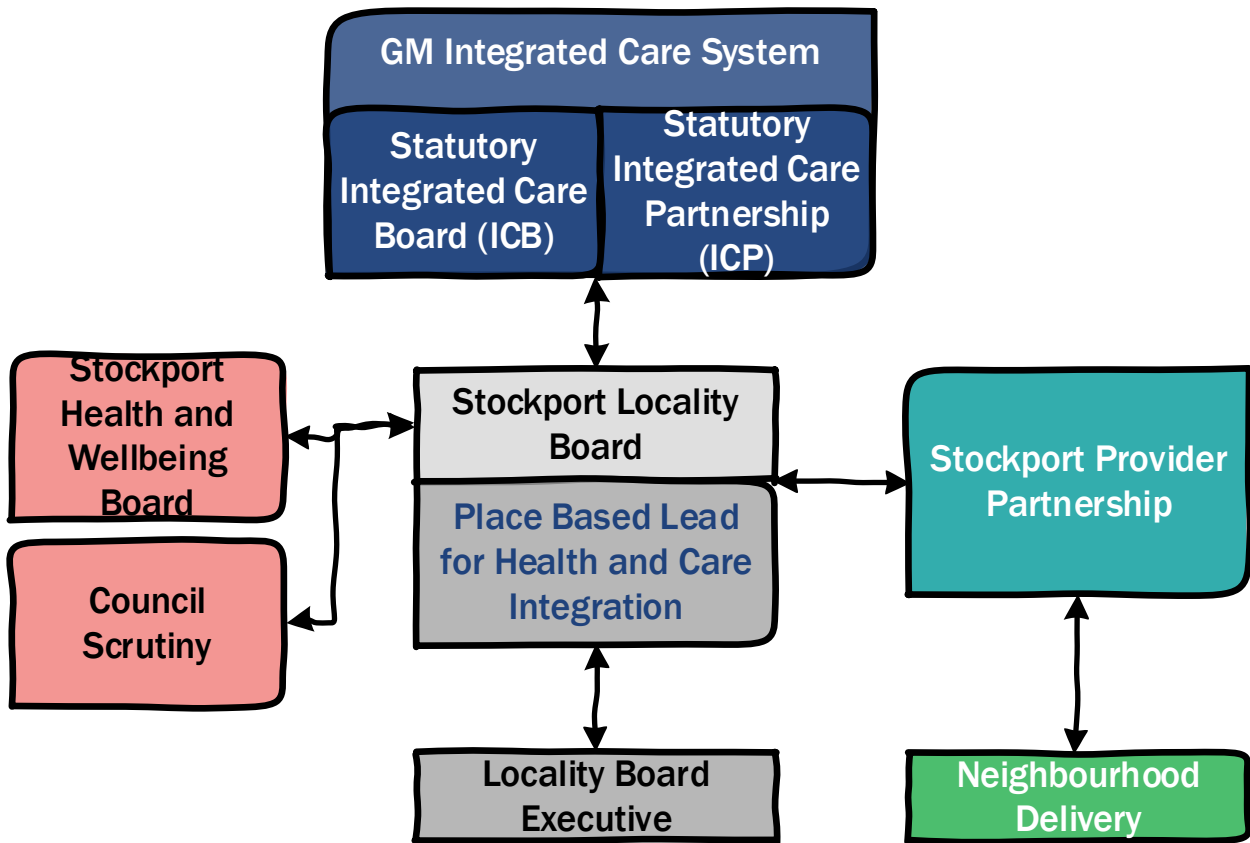 GM Integrated Care System
Statutory
Integrated Care
Board (ICB)
Statutory
Integrated Care
Partnership
(ICP)
Stockport
Health and
Wellbeing
Board
Council
Scrutiny
Stockport Locality
Board
Place Based Lead
for Health and Care
Integration
Stockport Provider
Partnership
Locality Board
Executive
Neighbourhood
Delivery